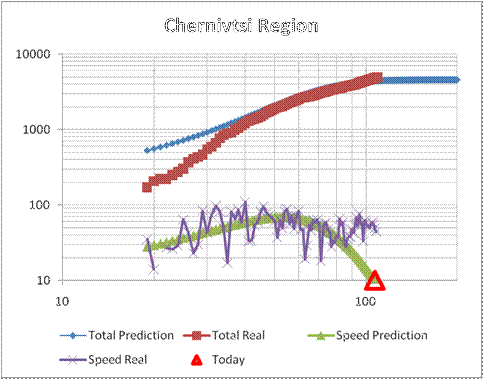 Chernivtsi Region
10000
1000
100
10
10 100
Total Prediction Total Real Speed Prediction
Speed Real Today